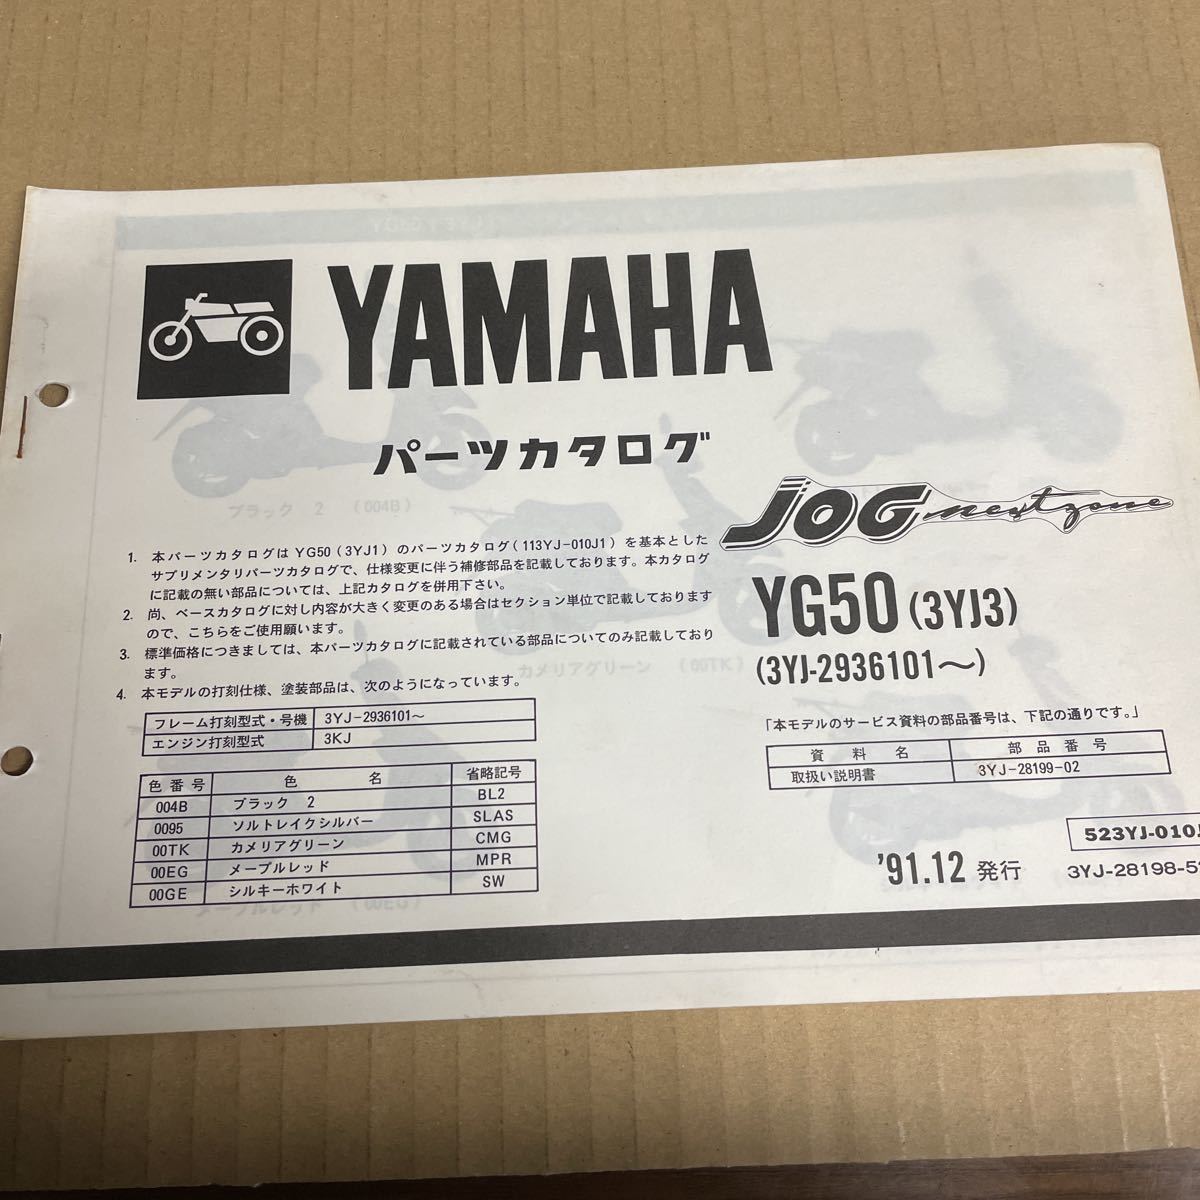 YAMAHA
パーツカタログ
JOG nextzone
YG50 (3YJ3)
(3YJ-2936101～)
1. 本パーツカタログはYG50(3YJ1)のパーツカタログ(113YJ-010J1)を基本とした
サプリメンタリパーツカタログで、仕様変更に伴う補修部品を記載しております。本カタログ
に記載の無い部品については、上記カタログを併用下さい。
2. 尚、ベースカタログに対し内容が大きく変更のある場合はセクション単位で記載しております
ので、こちらをご使用願います。
3. 標準価格につきましては、本パーツカタログに記載されている部品についてのみ記載しており
ます。
4. 本モデルの打刻仕様、塗装部品は、次のようになっています。
フレーム打刻型式・号機 3YJ-2936101～
エンジン打刻型式 3KJ
色番号 色名 省略記号
004B ブラック 2 BL2
0095 ソルトレイクシルバー SLAS
00TK カメリアグリーン CMG
00EG メープルレッド MPR
00GE シルキーホワイト SW
「本モデルのサービス資料の部品番号は、下記の通りです。」
資料名 部品番号
取扱い説明書 3YJ-28199-02
523YJ-010J
'91.12 発行
3YJ-28198-5
ブラック 2 (004B)
カメリアグリーン (00TK)
メープルレッド (00EG)